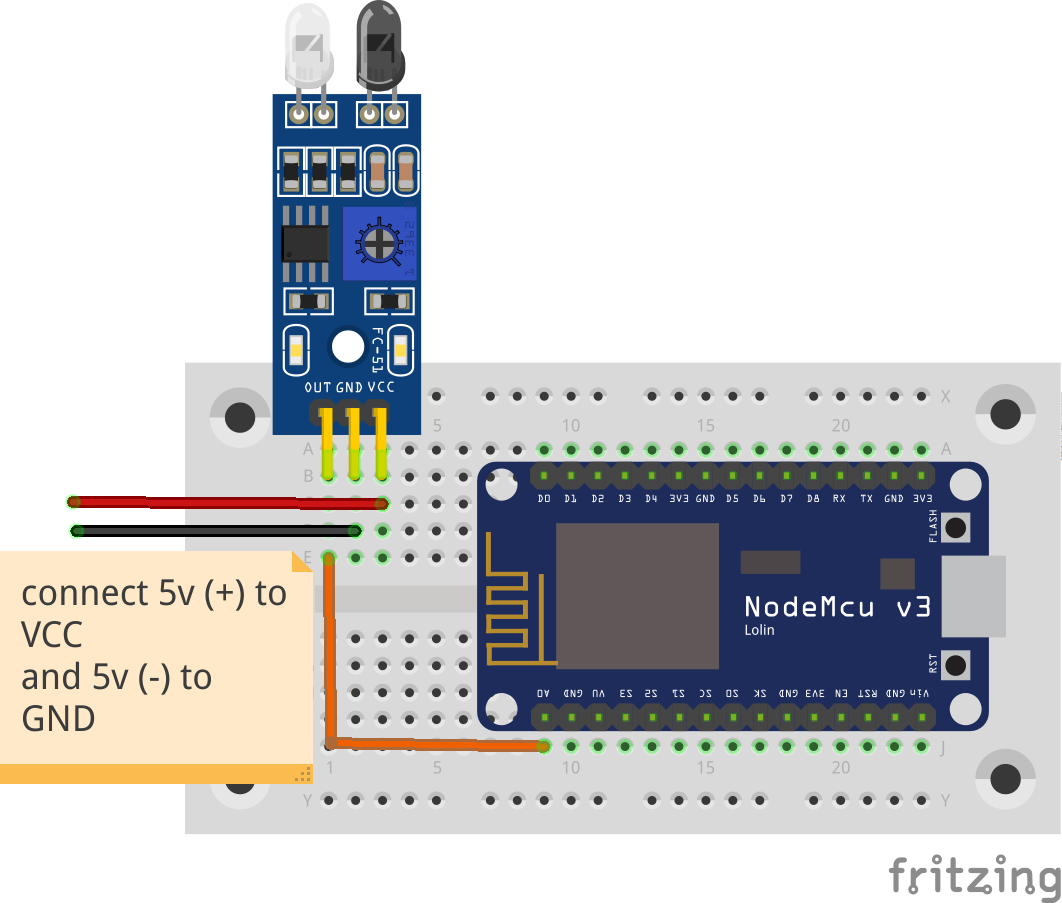 3362
1
FC-51
OUT GND VCC
X
5 10 15 20
A A
B
D0 D1 D2 D3 D4 3V3 GND D5 D6 D7 D8 RX TX GND 3V3
FLASH
E
connect 5v (+) to
VCC
and 5v (-) to
GND
NodeMcu v3
Lolin
RST
A0 GND VU S3 S2 S1 SC S0 SK GND 3V3 EN RST GND Vin
J
1 5 10 15 20
Y Y
fritzing